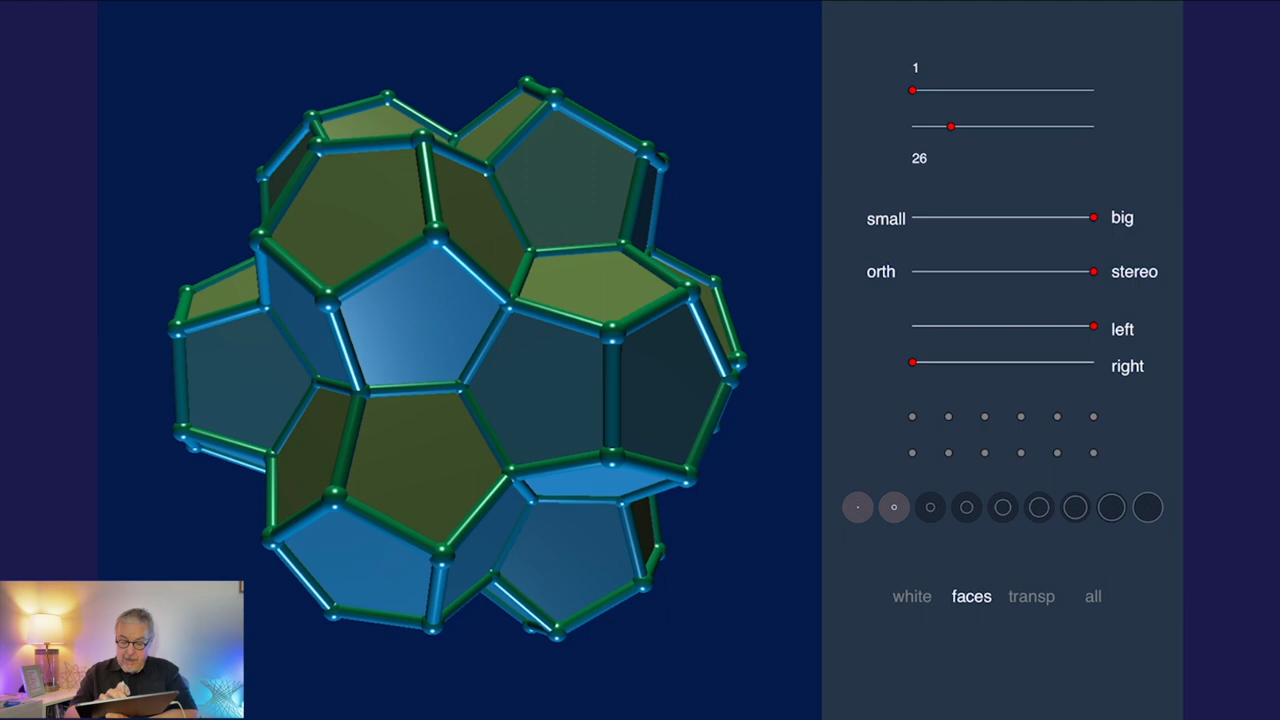 1
26
small big
orth stereo
left
right
white faces transp all